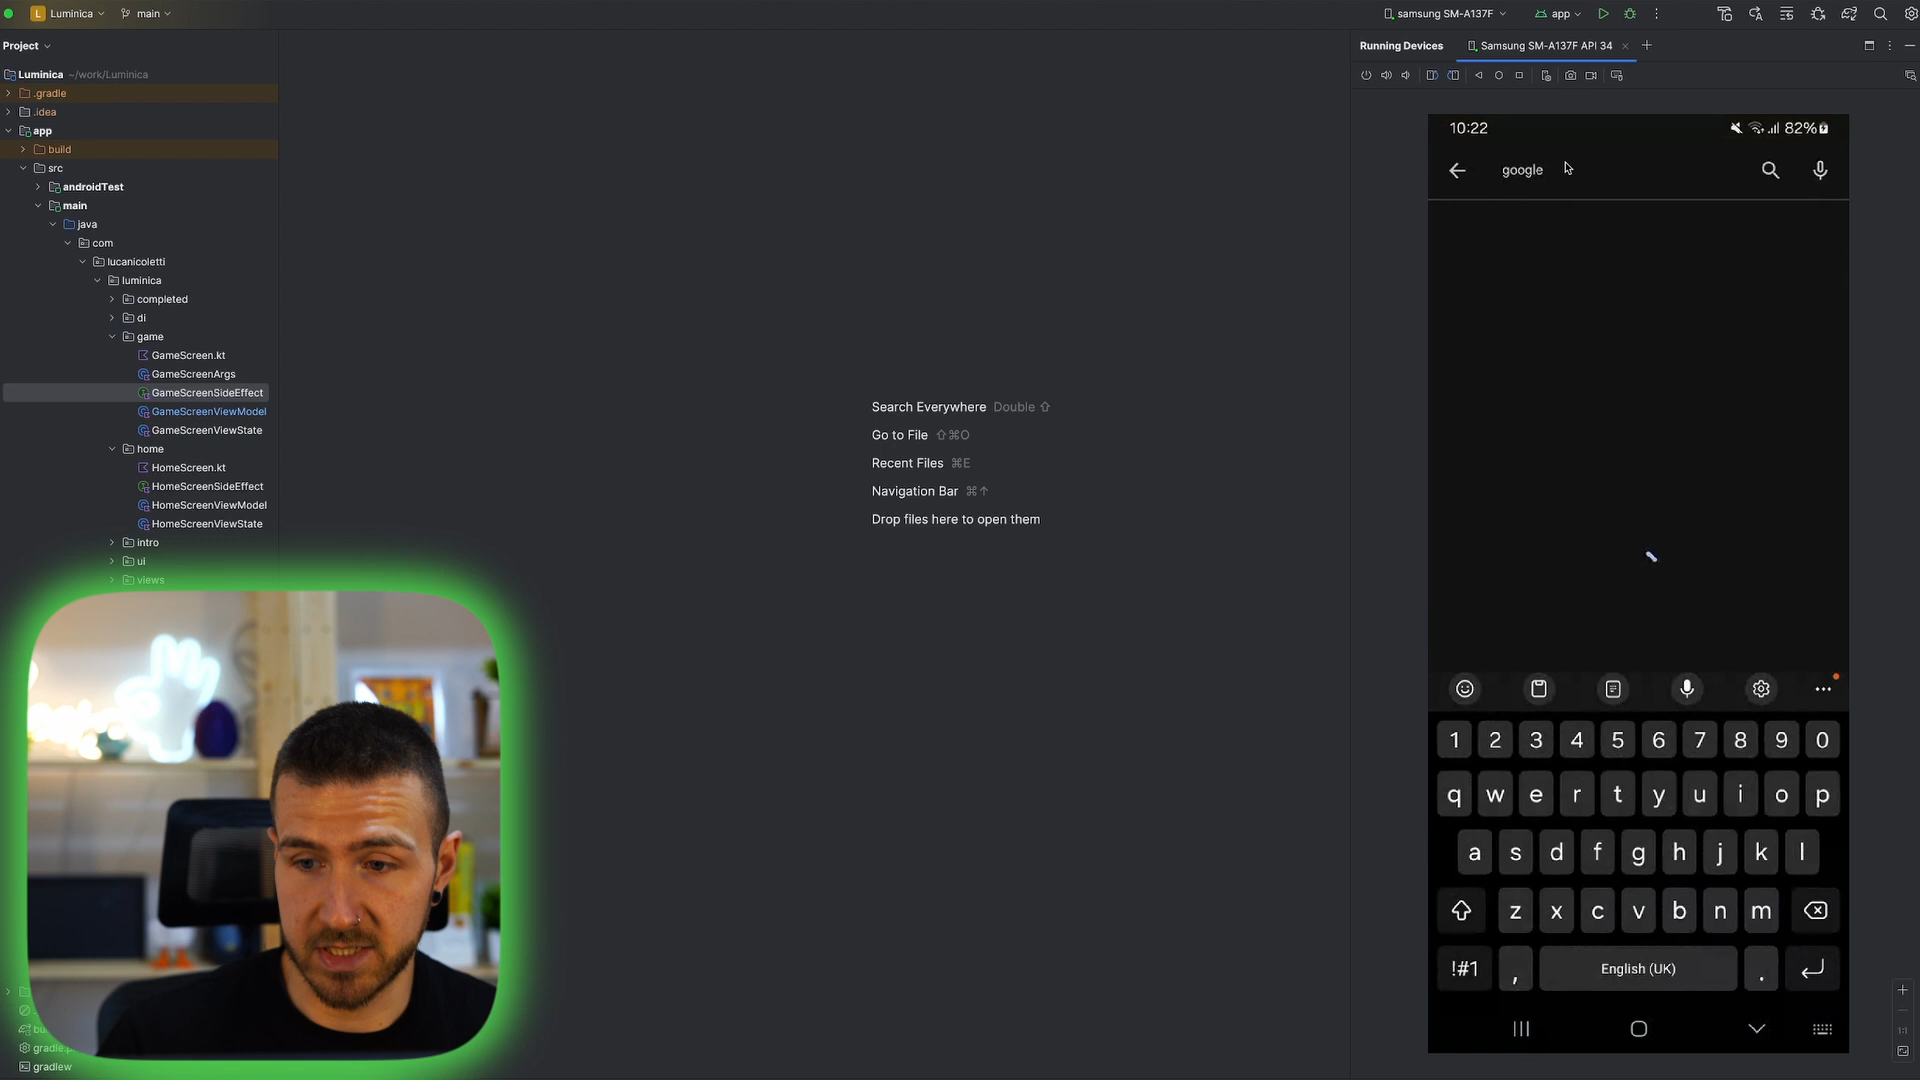 L Luminica main
samsung SM-A137F app
Project
Running Devices Samsung SM-A137F API 34
Luminica ~/work/Luminica
.gradle
.idea
app
build
src
androidTest
main
java
com
lucanicoletti
luminica
completed
di
game
GameScreen.kt
GameScreenArgs
GameScreenSideEffect
GameScreenViewModel
GameScreenViewState
home
HomeScreen.kt
HomeScreenSideEffect
HomeScreenViewModel
HomeScreenViewState
intro
ui
views
gradlew
Search Everywhere Double ⇧
Go to File ⇧⌘O
Recent Files ⌘E
Navigation Bar ⌘↑
Drop files here to open them
10:22 82%
google
1 2 3 4 5 6 7 8 9 0
q w e r t y u i o p
a s d f g h j k l
z x c v b n m
!#1 , English (UK) .
1:1